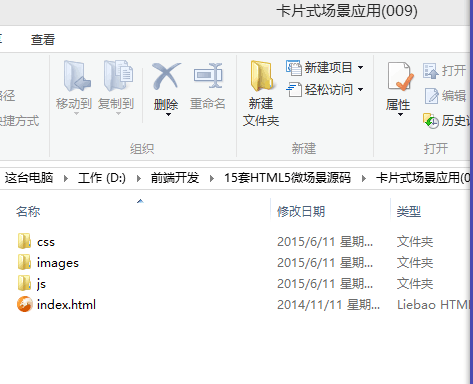 卡片式场景应用(009)
查看
路径
快捷方式
移动到
复制到
删除
重命名
组织
新建
文件夹
新建项目
轻松访问
新建
属性
打开
编辑
历史
打开
这台电脑 工作 (D:) 前端开发 15套HTML5微场景源码 卡片式场景应用(0
名称 修改日期 类型
css 2015/6/11 星期... 文件夹
images 2015/6/11 星期... 文件夹
js 2015/6/11 星期... 文件夹
index.html 2014/11/11 星期... Liebao HTM